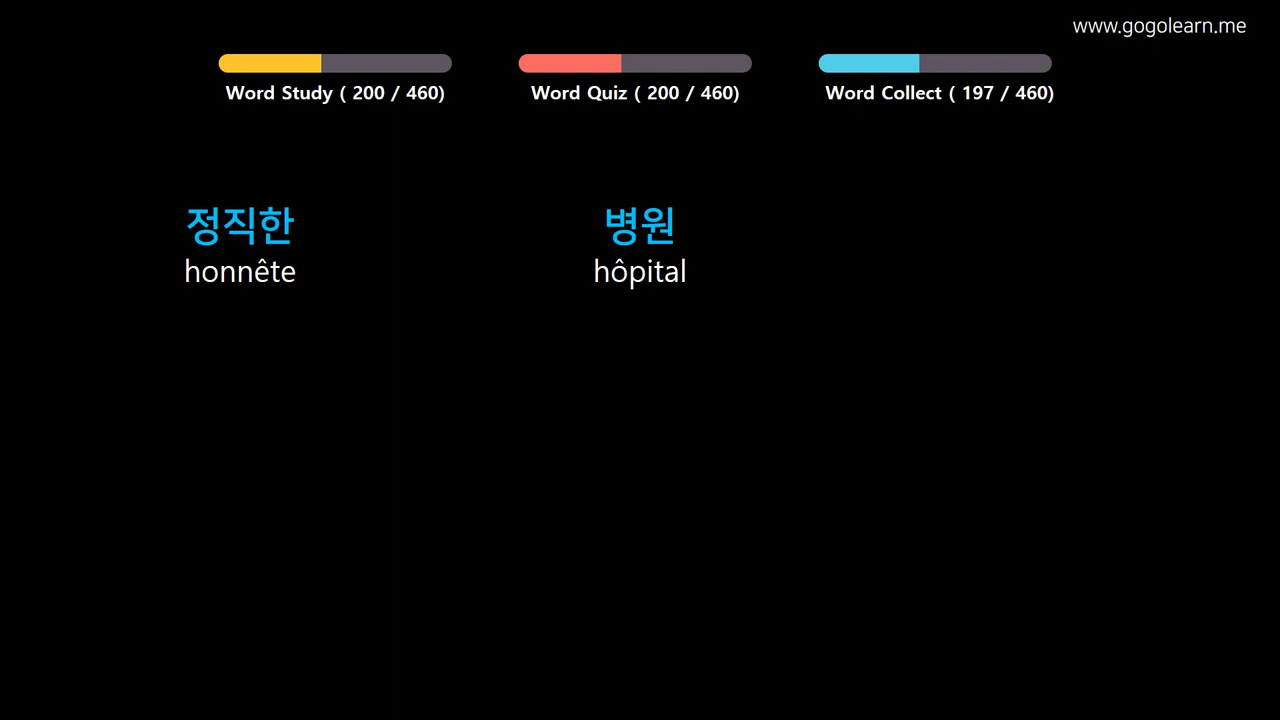 www.gogolearn.me
Word Study ( 200 / 460)
Word Quiz ( 200 / 460)
Word Collect ( 197 / 460)
정직한
honnête
병원
hôpital